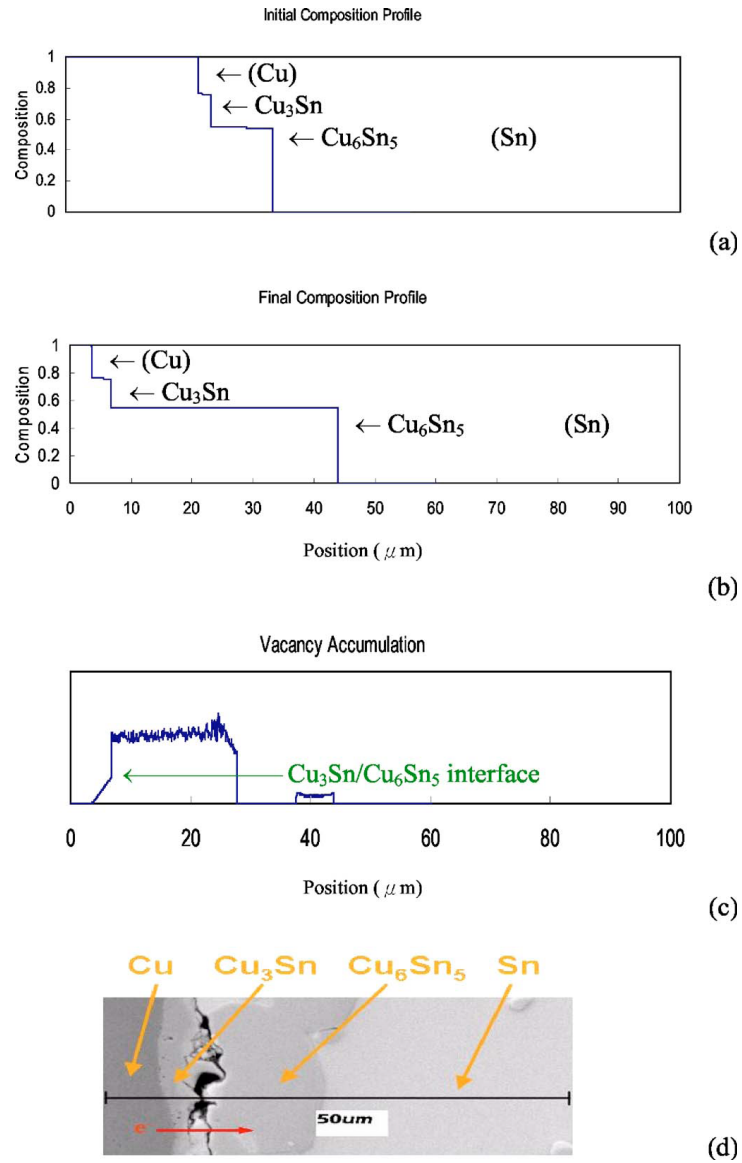 Initial Composition Profile
Composition
1
0.8
0.6
0.4
0.2
0
← (Cu)
← Cu₃Sn
← Cu₆Sn₅
(Sn)
(a)
Final Composition Profile
Composition
1
0.8
0.6
0.4
0.2
0
← (Cu)
← Cu₃Sn
← Cu₆Sn₅
(Sn)
0 10 20 30 40 50 60 70 80 90 100
Position ( μ m)
(b)
Vacancy Accumulation
← Cu₃Sn/Cu₆Sn₅ interface
0 20 40 60 80 100
Position ( μ m)
(c)
Cu Cu₃Sn Cu₆Sn₅ Sn
50um
e⁻
(d)